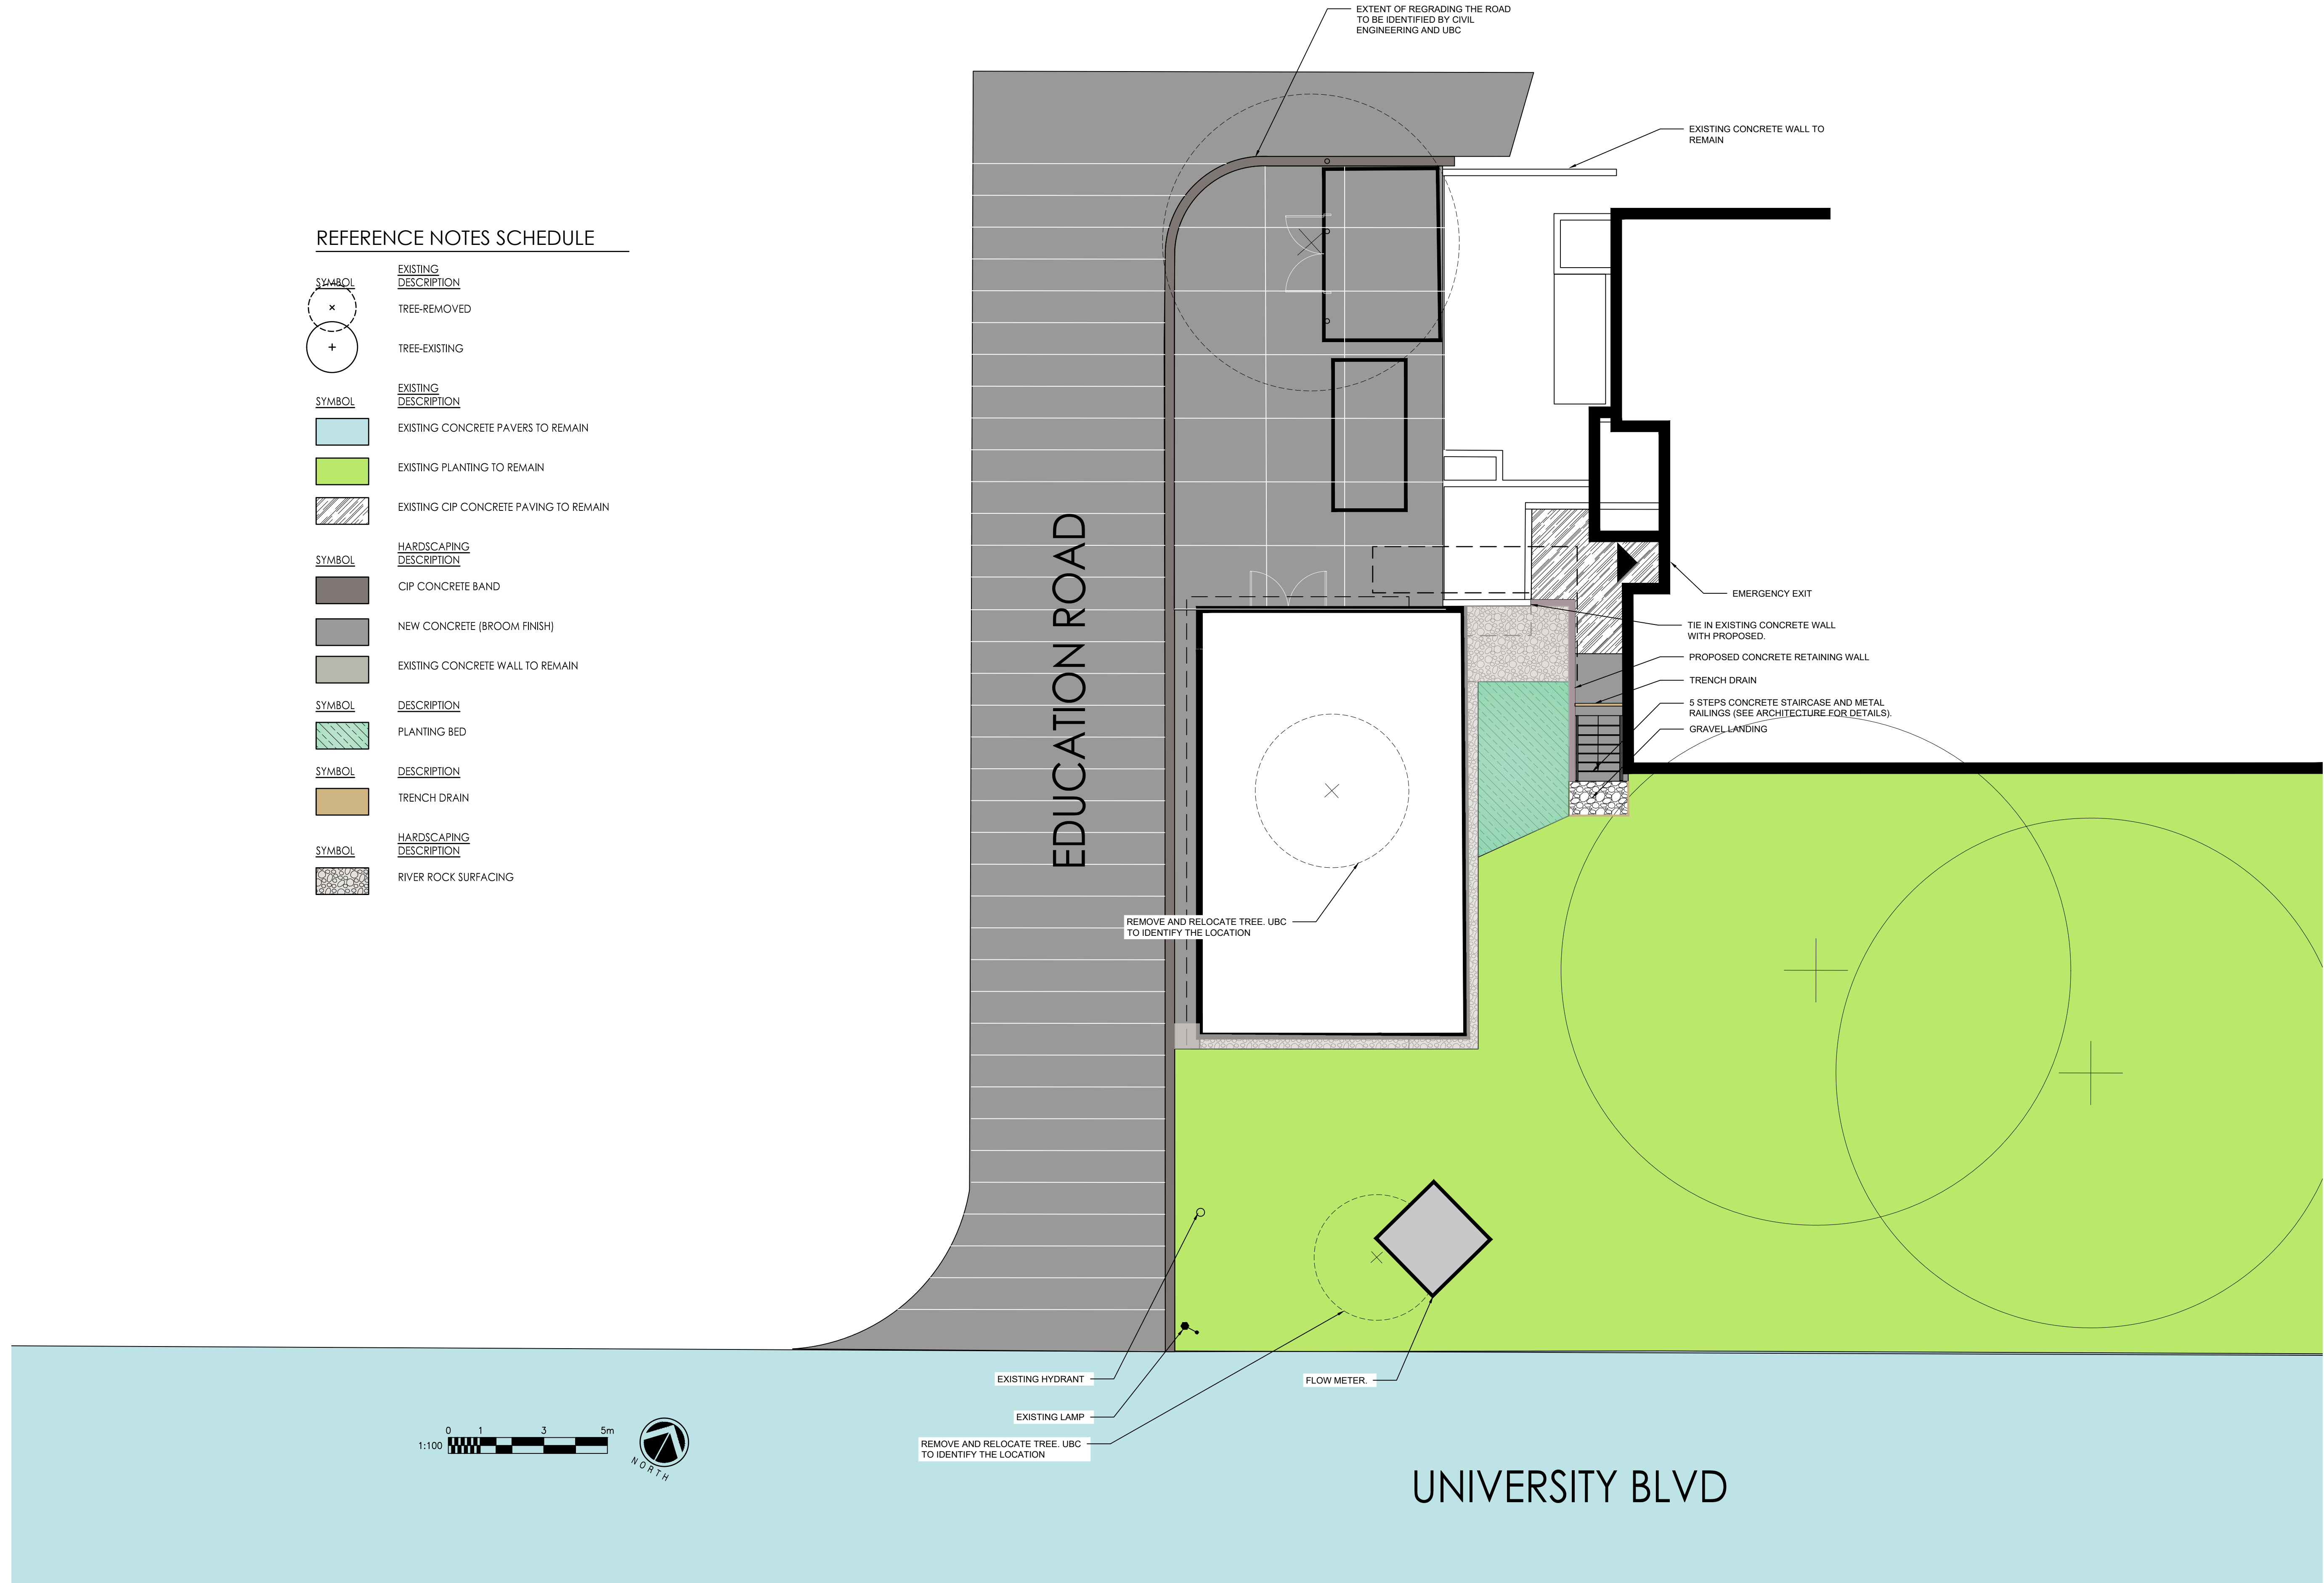 EXTENT OF REGRADING THE ROAD
TO BE IDENTIFIED BY CIVIL
ENGINEERING AND UBC
EXISTING CONCRETE WALL TO
REMAIN
REFERENCE NOTES SCHEDULE
SYMBOL
EXISTING
DESCRIPTION
TREE-REMOVED
TREE-EXISTING
SYMBOL
EXISTING
DESCRIPTION
EXISTING CONCRETE PAVERS TO REMAIN
EXISTING PLANTING TO REMAIN
EXISTING CIP CONCRETE PAVING TO REMAIN
SYMBOL
HARDSCAPING
DESCRIPTION
CIP CONCRETE BAND
NEW CONCRETE (BROOM FINISH)
EXISTING CONCRETE WALL TO REMAIN
SYMBOL
DESCRIPTION
PLANTING BED
SYMBOL
DESCRIPTION
TRENCH DRAIN
SYMBOL
HARDSCAPING
DESCRIPTION
RIVER ROCK SURFACING
EDUCATION ROAD
EMERGENCY EXIT
TIE IN EXISTING CONCRETE WALL
WITH PROPOSED.
PROPOSED CONCRETE RETAINING WALL
TRENCH DRAIN
5 STEPS CONCRETE STAIRCASE AND METAL
RAILINGS (SEE ARCHITECTURE FOR DETAILS).
GRAVEL LANDING
REMOVE AND RELOCATE TREE. UBC
TO IDENTIFY THE LOCATION
EXISTING HYDRANT
FLOW METER.
EXISTING LAMP
REMOVE AND RELOCATE TREE. UBC
TO IDENTIFY THE LOCATION
0 1 3 5m
1:100
NORTH
UNIVERSITY BLVD